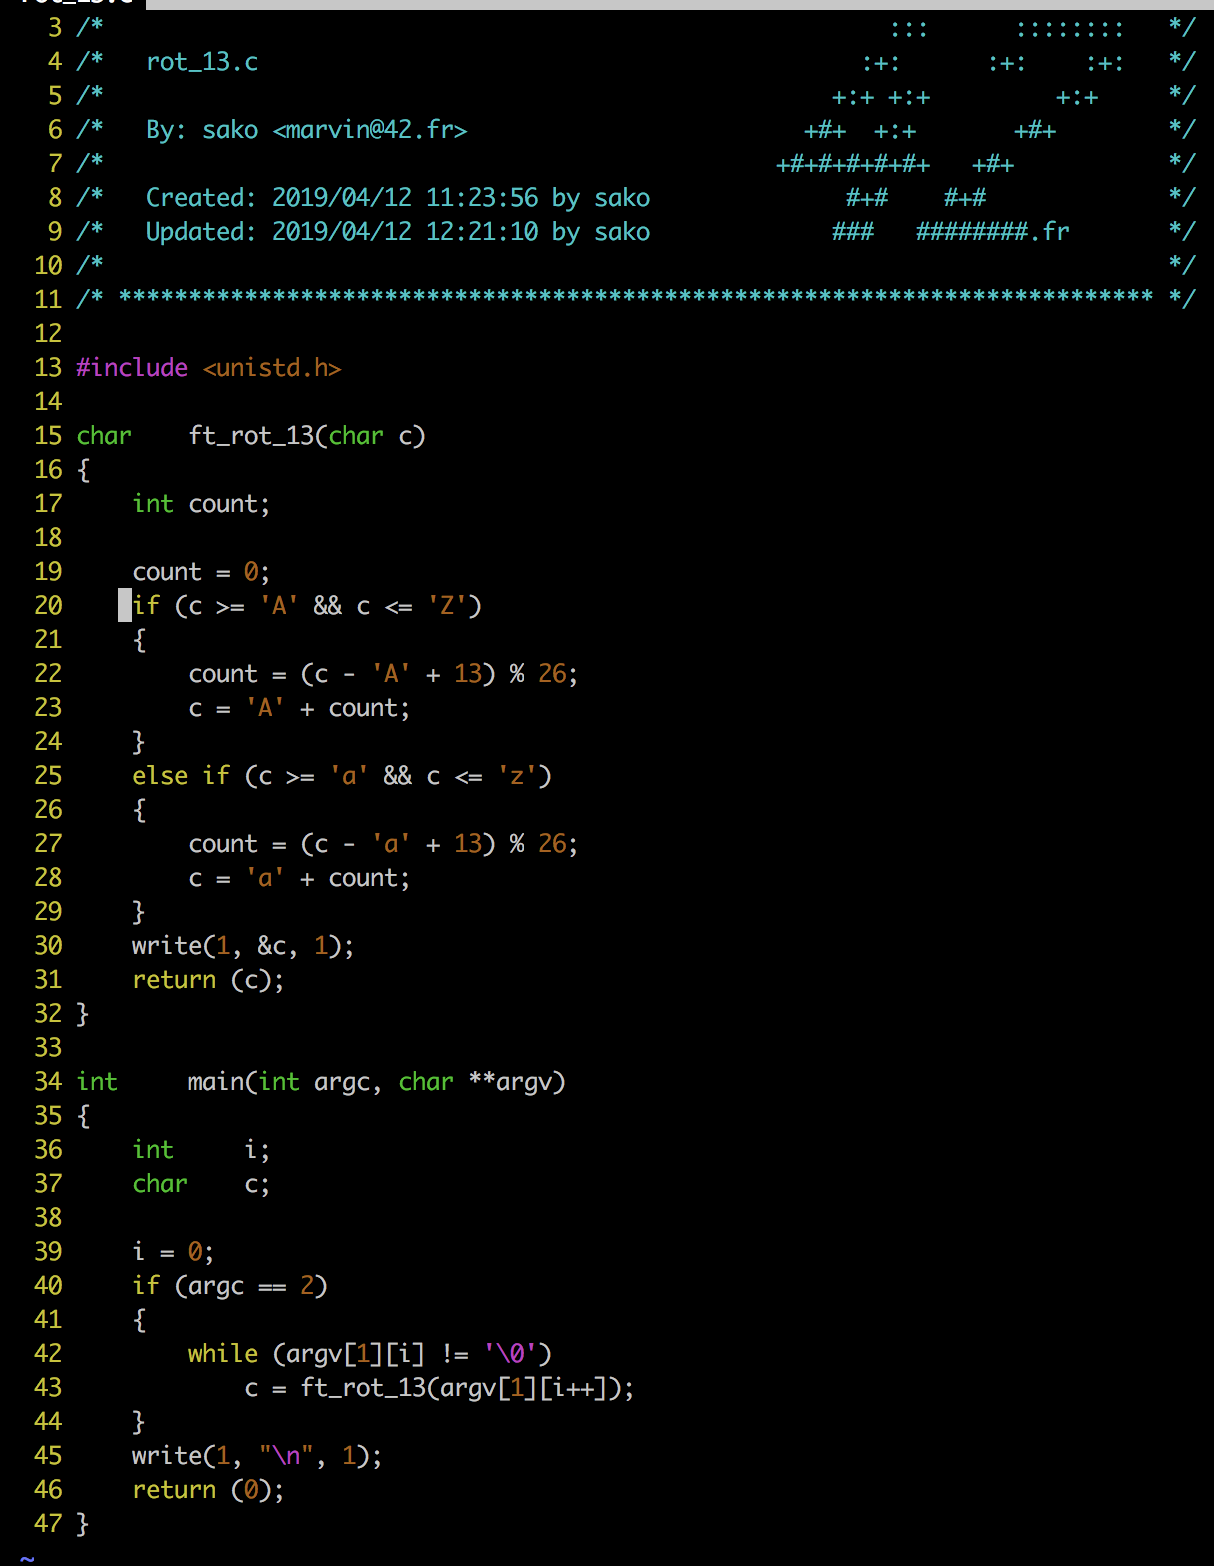 rot_13.c
3 /*                                                        :::      ::::::::   */
4 /*   rot_13.c                                           :+:      :+:    :+:   */
5 /*                                                    +:+ +:+         +:+     */
6 /*   By: sako <marvin@42.fr>                        +#+  +:+       +#+        */
7 /*                                                +#+#+#+#+#+   +#+           */
8 /*   Created: 2019/04/12 11:23:56 by sako              #+#    #+#             */
9 /*   Updated: 2019/04/12 12:21:10 by sako             ###   ########.fr       */
10 /*                                                                            */
11 /* ************************************************************************** */
12
13 #include <unistd.h>
14
15 char    ft_rot_13(char c)
16 {
17     int count;
18
19     count = 0;
20     if (c >= 'A' && c <= 'Z')
21     {
22         count = (c - 'A' + 13) % 26;
23         c = 'A' + count;
24     }
25     else if (c >= 'a' && c <= 'z')
26     {
27         count = (c - 'a' + 13) % 26;
28         c = 'a' + count;
29     }
30     write(1, &c, 1);
31     return (c);
32 }
33
34 int     main(int argc, char **argv)
35 {
36     int     i;
37     char    c;
38
39     i = 0;
40     if (argc == 2)
41     {
42         while (argv[1][i] != '\0')
43             c = ft_rot_13(argv[1][i++]);
44     }
45     write(1, "\n", 1);
46     return (0);
47 }
~